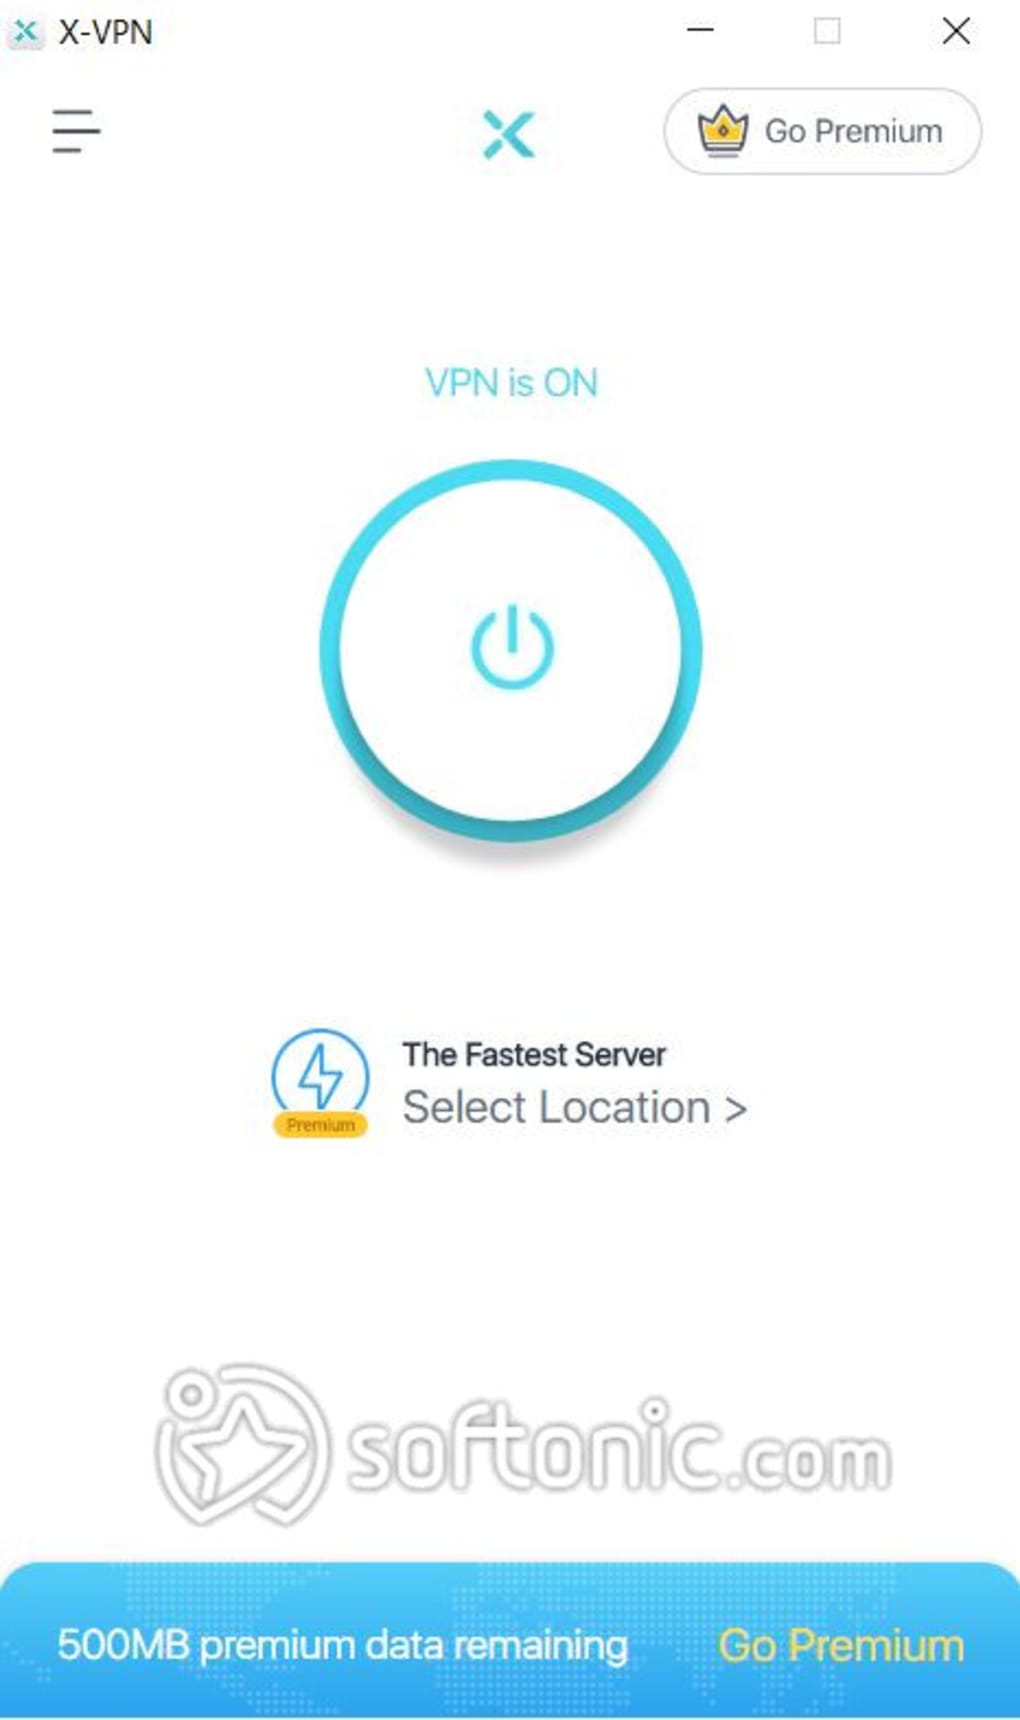 X-VPN
Go Premium
VPN is ON
The Fastest Server
Premium
Select Location >
softonic.com
500MB premium data remaining
Go Premium